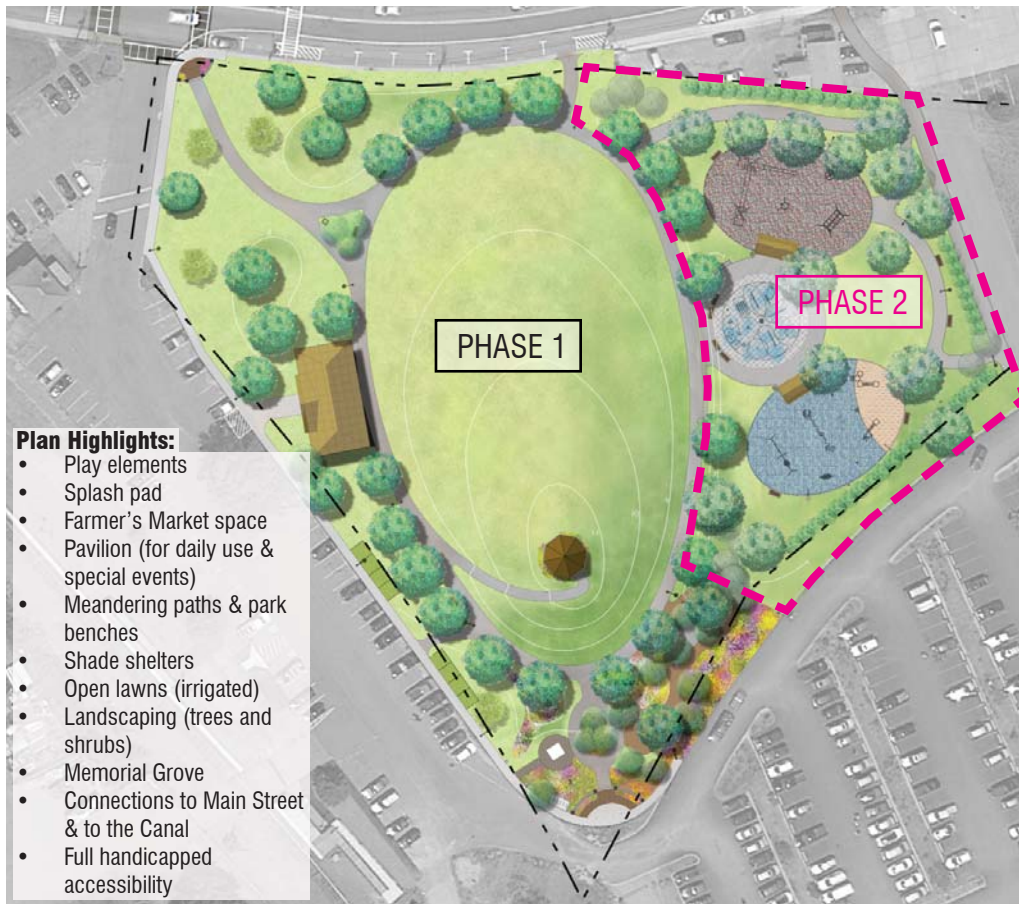 PHASE 1
PHASE 2
Plan Highlights:
• Play elements
• Splash pad
• Farmer's Market space
• Pavilion (for daily use &
special events)
• Meandering paths & park
benches
• Shade shelters
• Open lawns (irrigated)
• Landscaping (trees and
shrubs)
• Memorial Grove
• Connections to Main Street
& to the Canal
• Full handicapped
accessibility